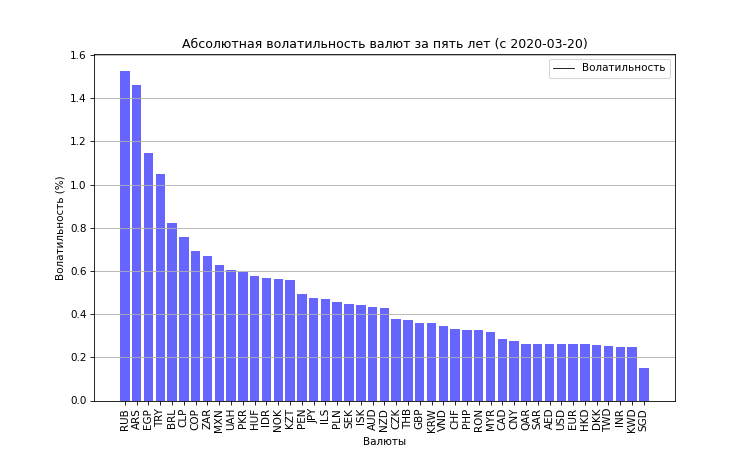 Абсолютная волатильность валют за пять лет (с 2020-03-20)
Волатильность
1.6
1.4
1.2
1.0
0.8
0.6
0.4
0.2
0.0
Волатильность (%)
RUB ARS EGP TRY BRL CLP COP ZAR MXN UAH PKR HUF IDR NOK KZT PEN JPY ILS PLN SEK ISK AUD NZD CZK THB GBP KRW VND CHF PHP RON MYR CAD CNY QAR SAR AED USD EUR HKD DKK TWD INR KWD SGD
Валюты